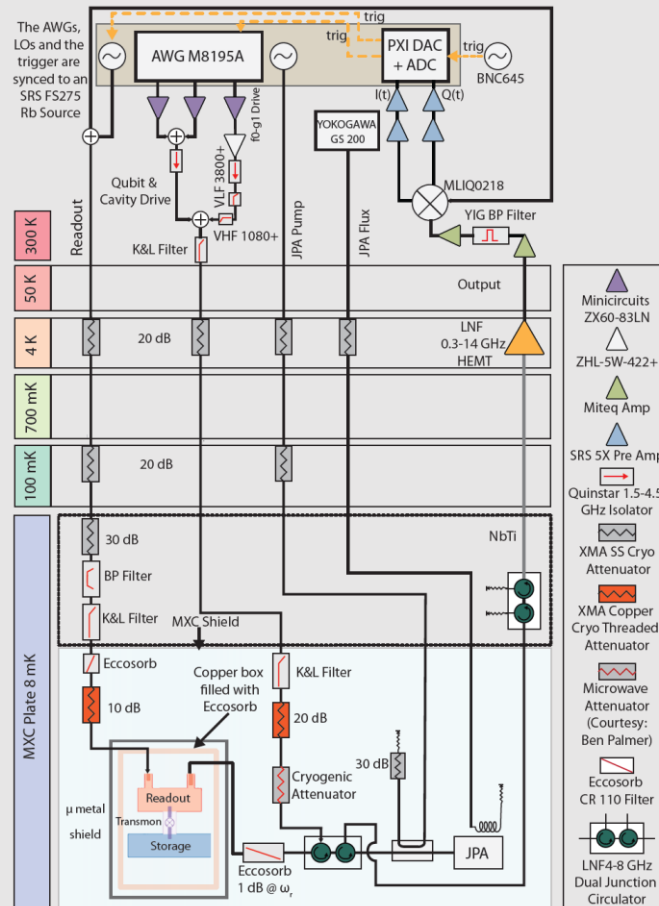 The AWGs,
LOs and the
trigger are
synced to an
SRS FS275
Rb Source
AWG M8195A
trig
trig
PXI DAC
+ ADC
trig
BNC645
I(t)
Q(t)
f0-g1 Drive
YOKOGAWA
GS 200
Qubit &
Cavity Drive
VLF 3800+
VHF 1080+
K&L Filter
Readout
JPA Pump
JPA Flux
MLIQ0218
YIG BP Filter
300 K
50 K
Output
4 K
20 dB
LNF
0.3-14 GHz
HEMT
700 mK
100 mK
20 dB
MXC Plate 8 mK
30 dB
BP Filter
K&L Filter
MXC Shield
NbTi
Eccosorb
10 dB
Copper box
filled with
Eccosorb
K&L Filter
20 dB
Cryogenic
Attenuator
30 dB
μ metal
shield
Readout
Transmon
Storage
Eccosorb
1 dB @ ωr
JPA
Minicircuits
ZX60-83LN
ZHL-5W-422+
Miteq Amp
SRS 5X Pre Amp
Quinstar 1.5-4.5
GHz Isolator
XMA SS Cryo
Attenuator
XMA Copper
Cryo Threaded
Attenuator
Microwave
Attenuator
(Courtesy:
Ben Palmer)
Eccosorb
CR 110 Filter
LNF4-8 GHz
Dual Junction
Circulator